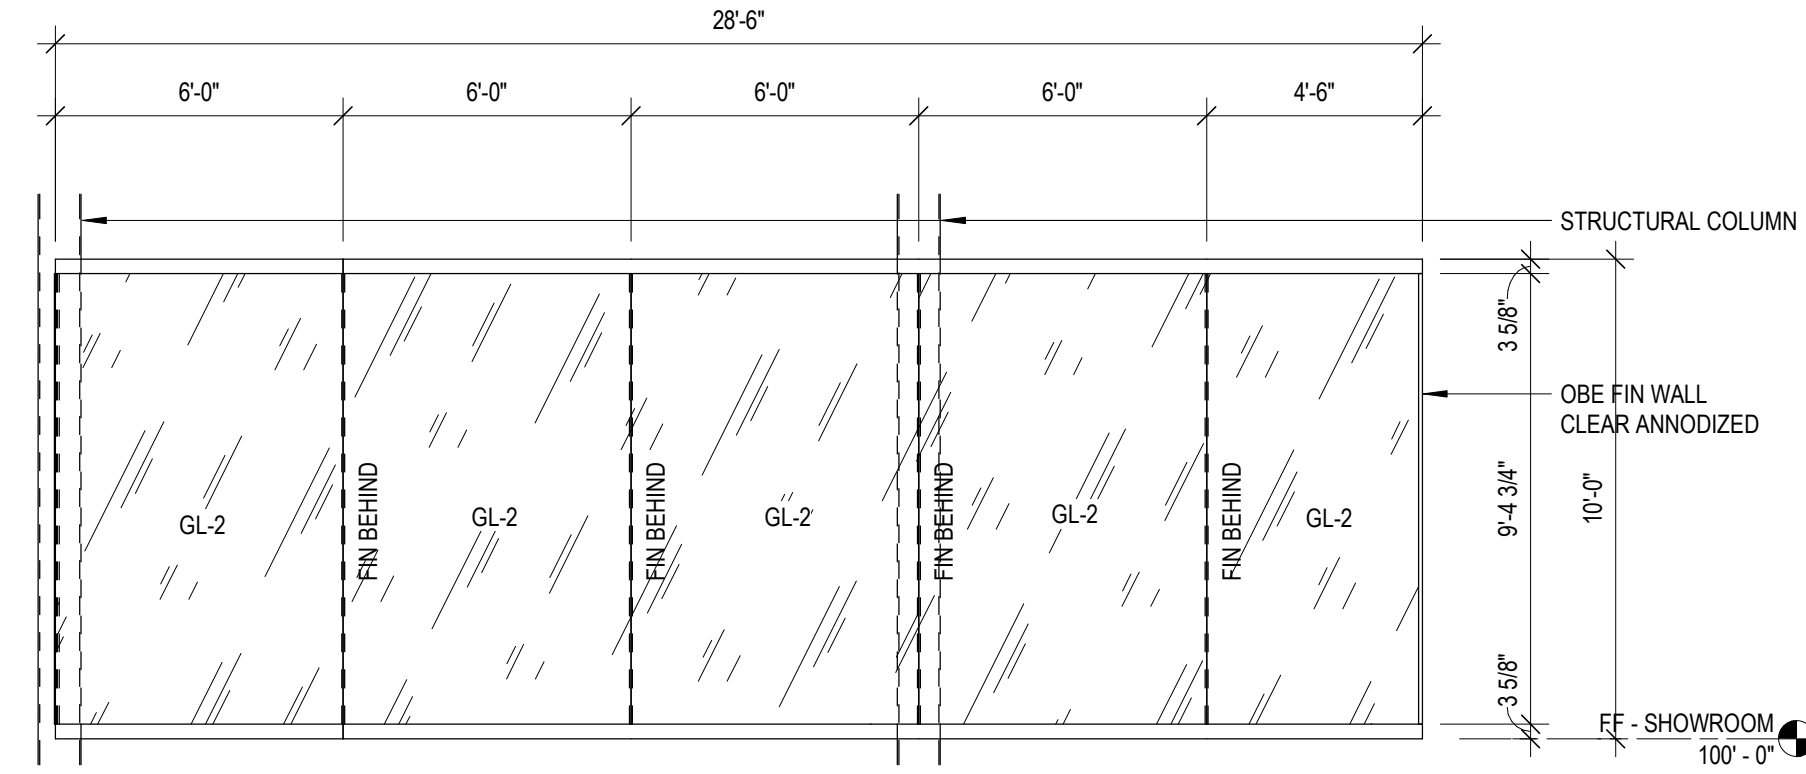 28'-6"
6'-0"
6'-0"
6'-0"
6'-0"
4'-6"
STRUCTURAL COLUMN
3 5/8"
OBE FIN WALL
CLEAR ANNODIZED
FIN BEHIND
FIN BEHIND
FIN BEHIND
FIN BEHIND
9'-4 3/4"
10'-0"
GL-2
GL-2
GL-2
GL-2
GL-2
3 5/8"
FF - SHOWROOM
100' - 0"